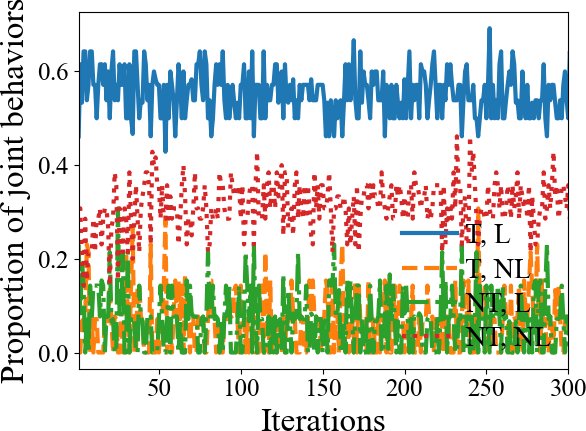 Proportion of joint behaviors
0.6
0.4
0.2
0.0
T, L
T, NL
NT, L
NT, NL
50
100
150
200
250
300
Iterations